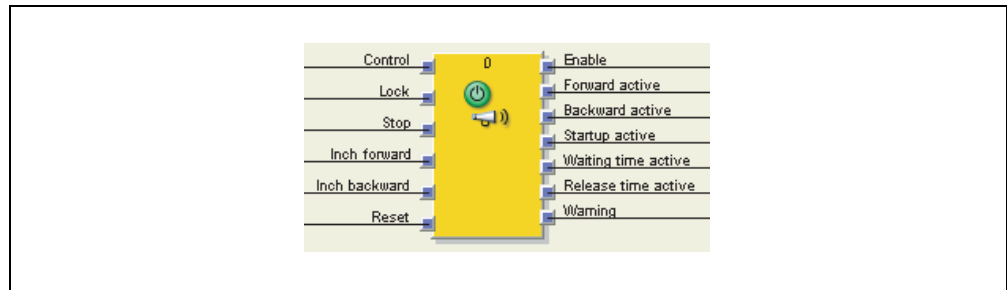 Control
Lock
Stop
Inch forward
Inch backward
Reset
0
Enable
Forward active
Backward active
Startup active
Waiting time active
Release time active
Warning